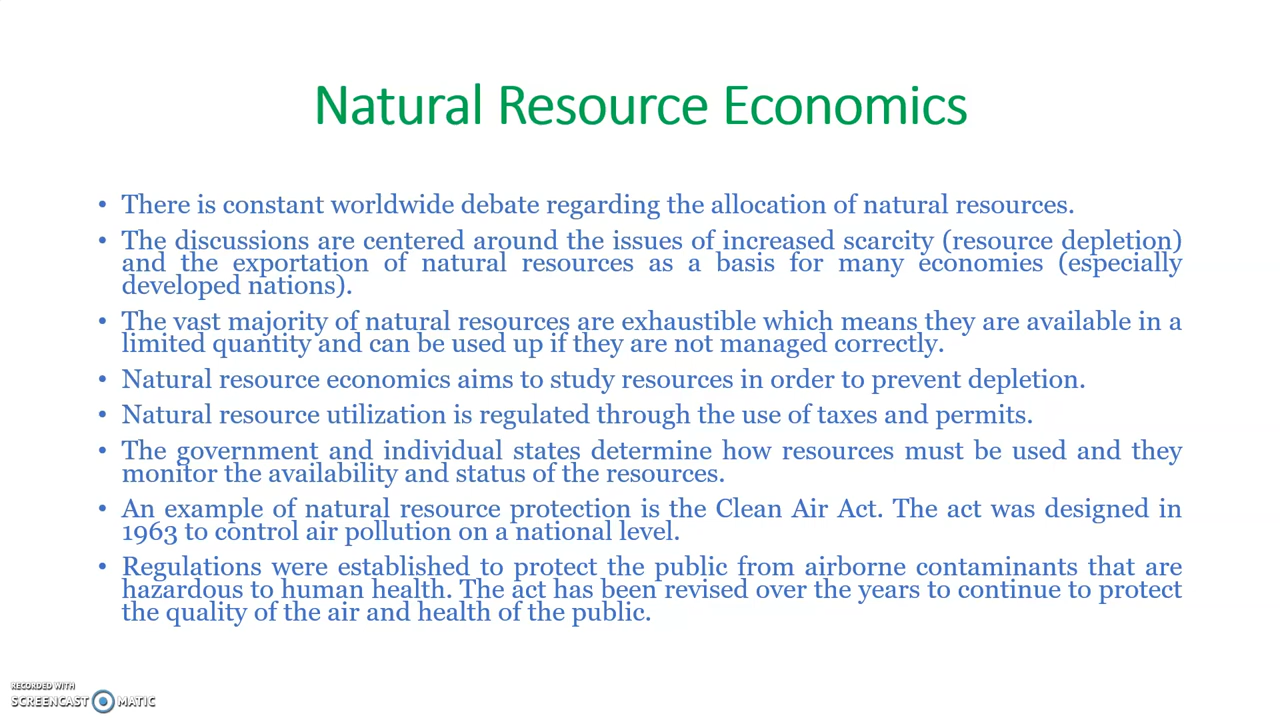 Natural Resource Economics
• There is constant worldwide debate regarding the allocation of natural resources.
• The discussions are centered around the issues of increased scarcity (resource depletion)
and the exportation of natural resources as a basis for many economies (especially
developed nations).
• The vast majority of natural resources are exhaustible which means they are available in a
limited quantity and can be used up if they are not managed correctly.
• Natural resource economics aims to study resources in order to prevent depletion.
• Natural resource utilization is regulated through the use of taxes and permits.
• The government and individual states determine how resources must be used and they
monitor the availability and status of the resources.
• An example of natural resource protection is the Clean Air Act. The act was designed in
1963 to control air pollution on a national level.
• Regulations were established to protect the public from airborne contaminants that are
hazardous to human health. The act has been revised over the years to continue to protect
the quality of the air and health of the public.
RECORDED WITH
SCREENCAST MATIC